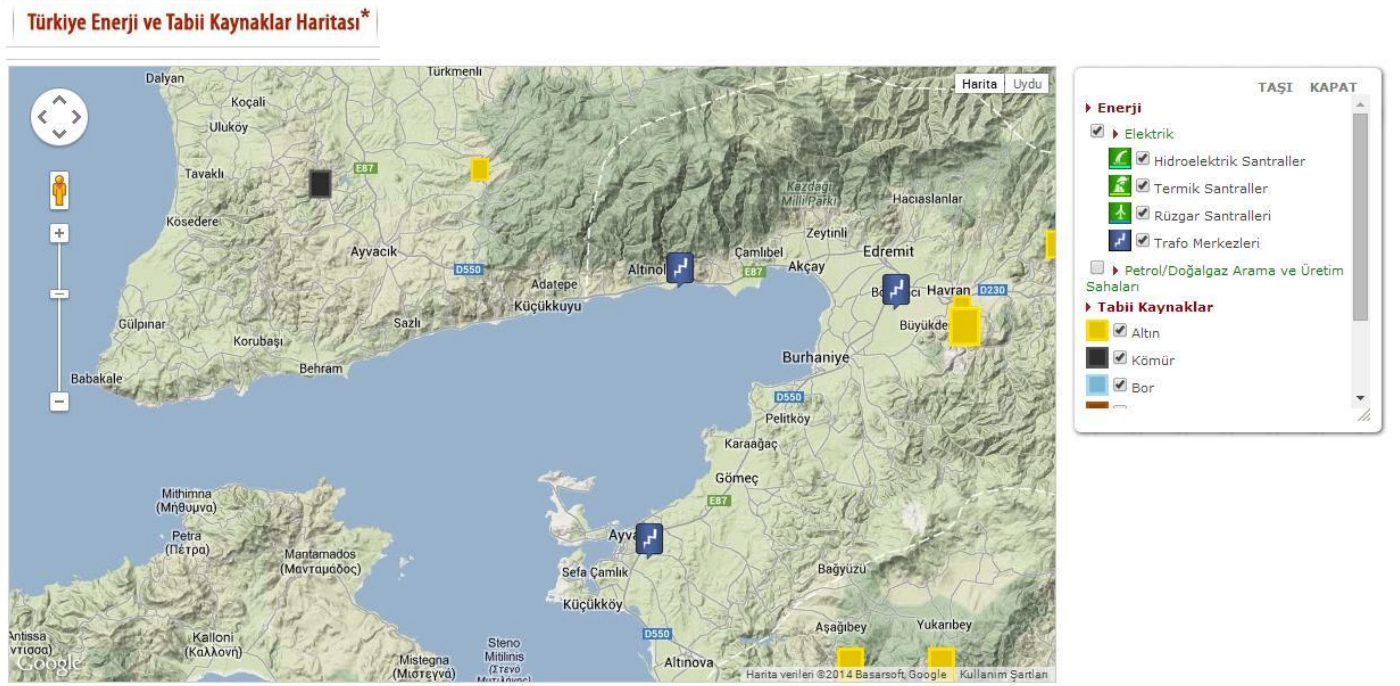 Türkiye Enerji ve Tabii Kaynaklar Haritası*
Dalyan
Türkmenli
Harita
Uydu
Koçali
Uluköy
E87
Tavaklı
Kazdağı
Milli Parkı
Hacıaslanlar
Kösedere
Zeytinli
Ayvacık
Çamlıbel
Edremit
D550
E87
Akçay
Adatepe
Havran
D230
Küçükkuyu
Gülpınar
Sazlı
Korubaşı
Behram
Burhaniye
Babakale
D550
Pelitköy
Karaağaç
Gömeç
Mithimna
(Μήθυμνα)
E87
Petra
(Πέτρα)
Mantamados
(Μανταμάδος)
Sefa Çamlık
Bağyüzü
Küçükköy
Aşağıbey
Yukarıbey
Kalloni
(Καλλονή)
D550
Steno
Mitilinis
(Στενό
Mistegna
(Μιστεγνά)
Altınova
Google
Harita verileri ©2014 Basarsoft, Google
Kullanım Şartları
TAŞI KAPAT
Enerji
Elektrik
Hidroelektrik Santraller
Termik Santraller
Rüzgar Santralleri
Trafo Merkezleri
Petrol/Doğalgaz Arama ve Üretim
Sahaları
Tabii Kaynaklar
Altın
Kömür
Bor